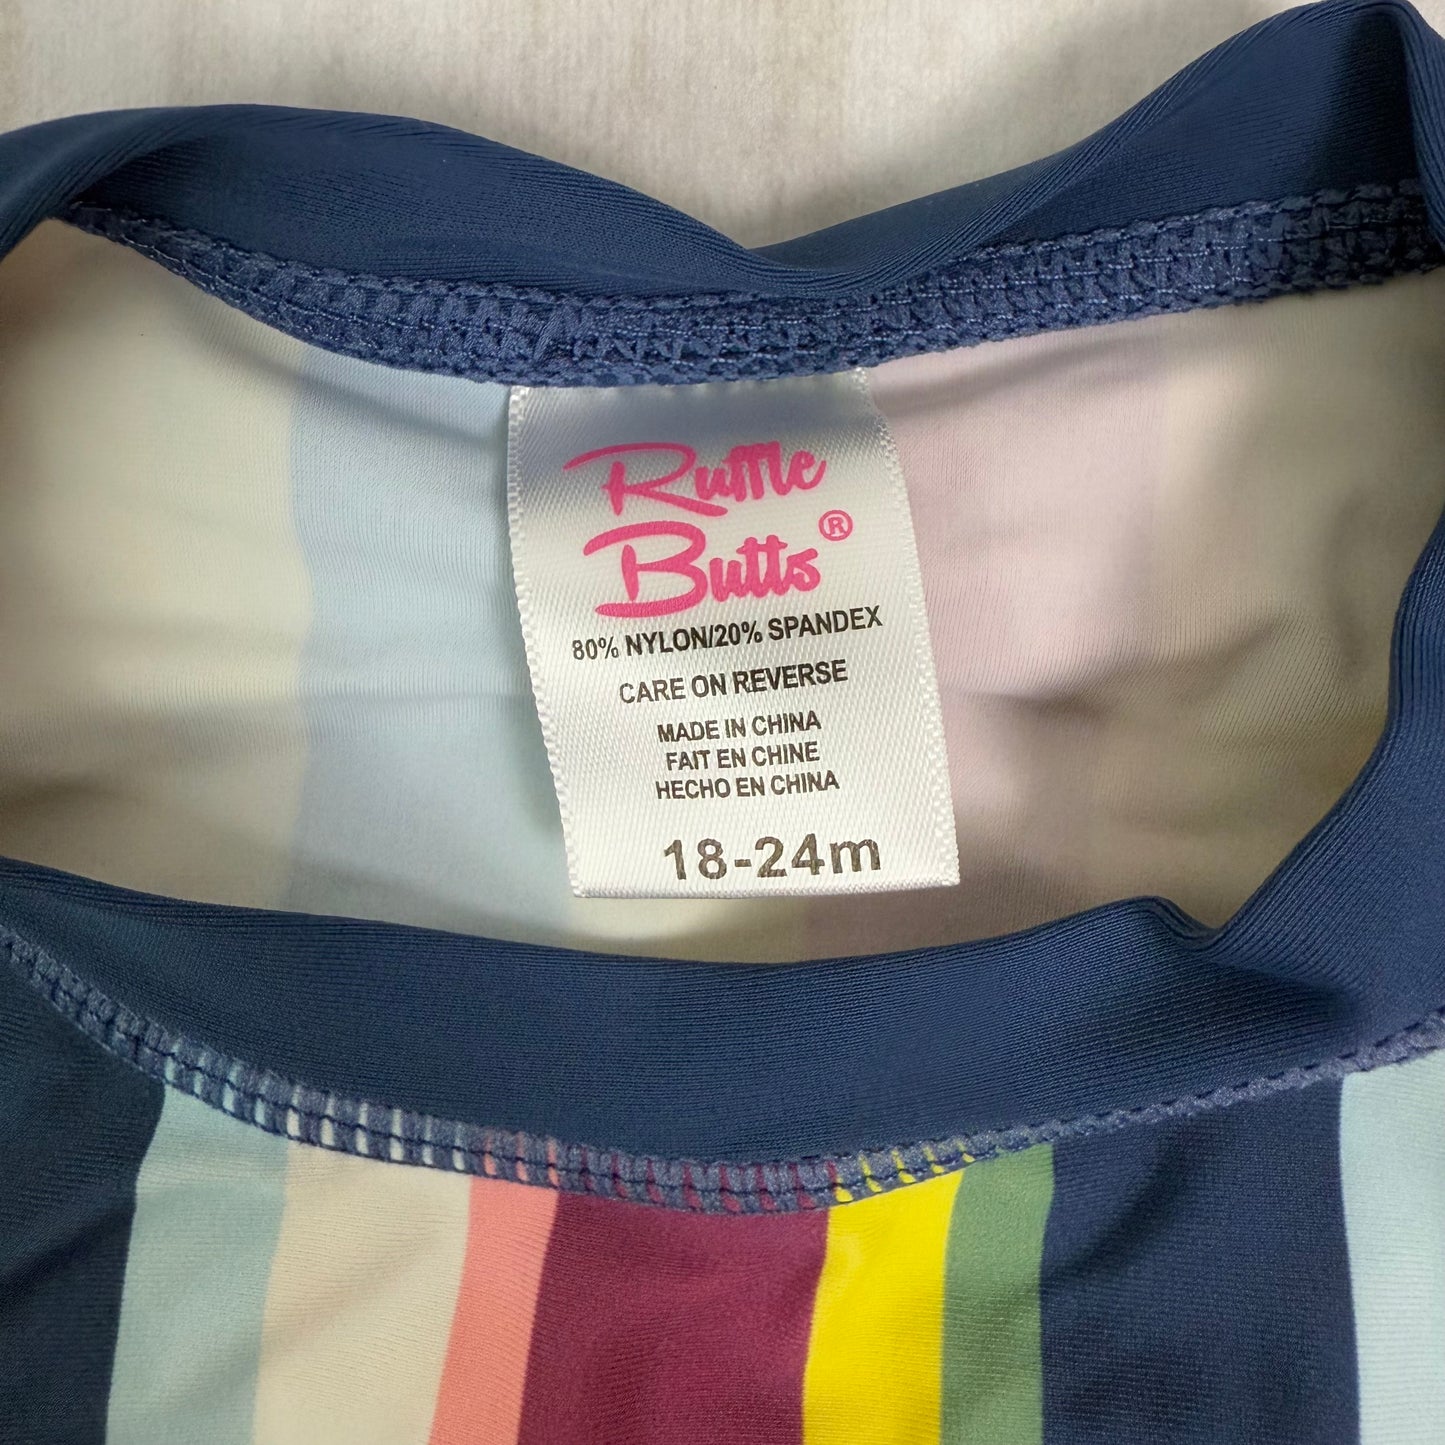 Ruffle
Butts®
80% NYLON/20% SPANDEX
CARE ON REVERSE
MADE IN CHINA
FAIT EN CHINE
HECHO EN CHINA
18-24m